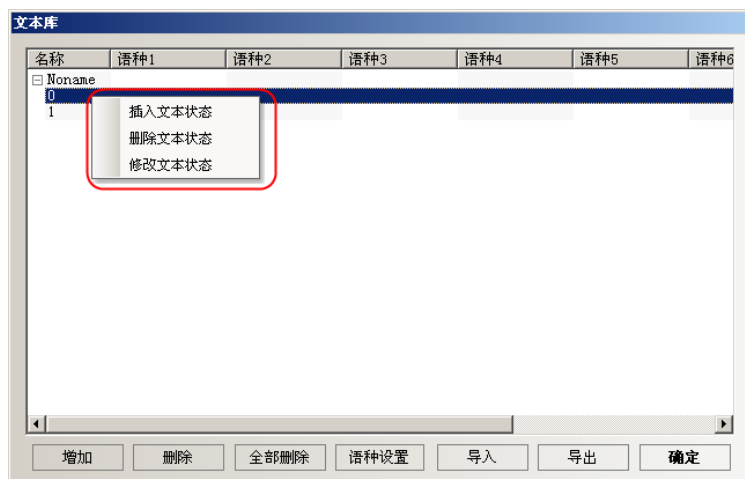 文本库
名称 语种1 语种2 语种3 语种4 语种5 语种6
Noname
0
1
插入文本状态
删除文本状态
修改文本状态
增加 删除 全部删除 语种设置 导入 导出 确定